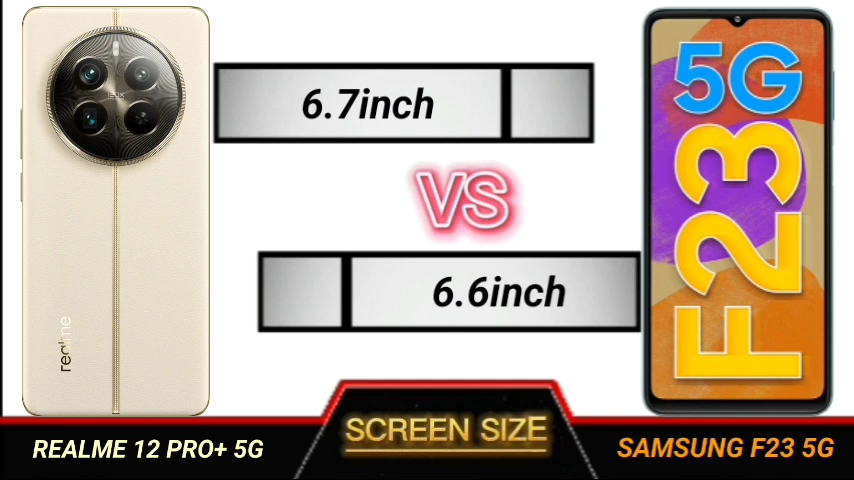 realme
6.7inch
VS
6.6inch
5G
F23
SCREEN SIZE
REALME 12 PRO+ 5G
SAMSUNG F23 5G